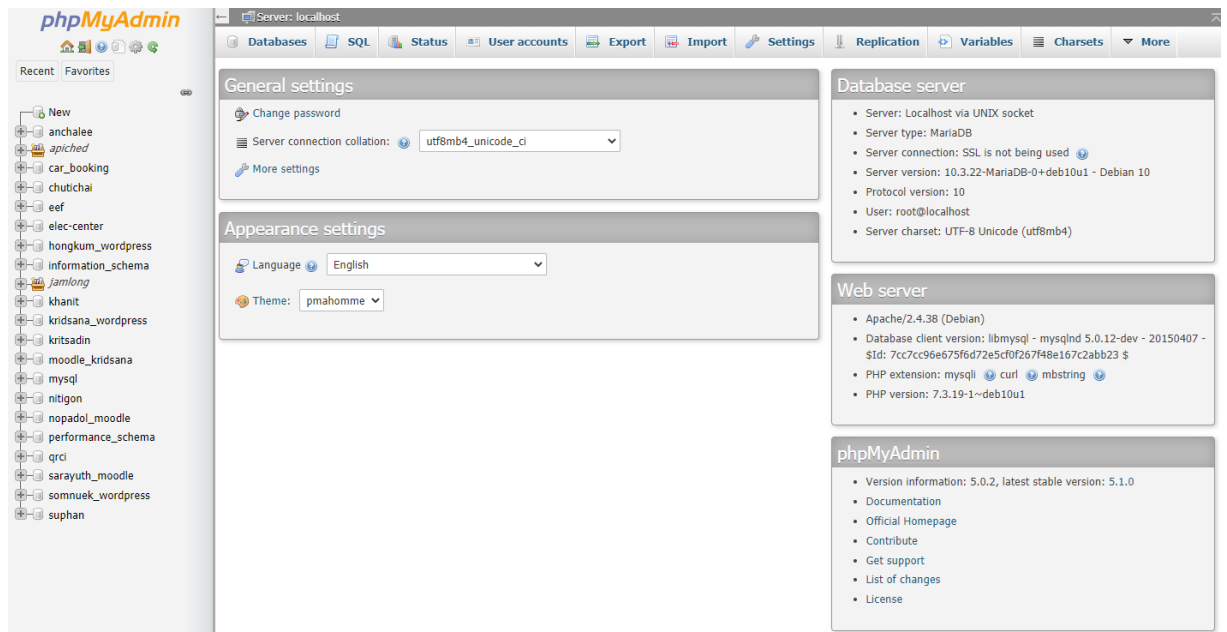 phpMyAdmin
Recent Favorites
New
anchalee
apiched
car_booking
chutichai
eef
elec-center
hongkum_wordpress
information_schema
jamlong
khanit
kridsana_wordpress
kritsadin
moodle_kridsana
mysql
nitigon
nopadol_moodle
performance_schema
qrci
sarayuth_moodle
somnuek_wordpress
suphan
Server: localhost
Databases SQL Status User accounts Export Import Settings Replication Variables Charsets More
General settings
Change password
Server connection collation: utf8mb4_unicode_ci
More settings
Appearance settings
Language English
Theme: pmahomme
Database server
Server: Localhost via UNIX socket
Server type: MariaDB
Server connection: SSL is not being used
Server version: 10.3.22-MariaDB-0+deb10u1 - Debian 10
Protocol version: 10
User: root@localhost
Server charset: UTF-8 Unicode (utf8mb4)
Web server
Apache/2.4.38 (Debian)
Database client version: libmysql - mysqlnd 5.0.12-dev - 20150407 -
$Id: 7cc7cc96e675f6d72e5cf0f267f48e167c2abb23 $
PHP extension: mysqli curl mbstring
PHP version: 7.3.19-1~deb10u1
phpMyAdmin
Version information: 5.0.2, latest stable version: 5.1.0
Documentation
Official Homepage
Contribute
Get support
List of changes
License